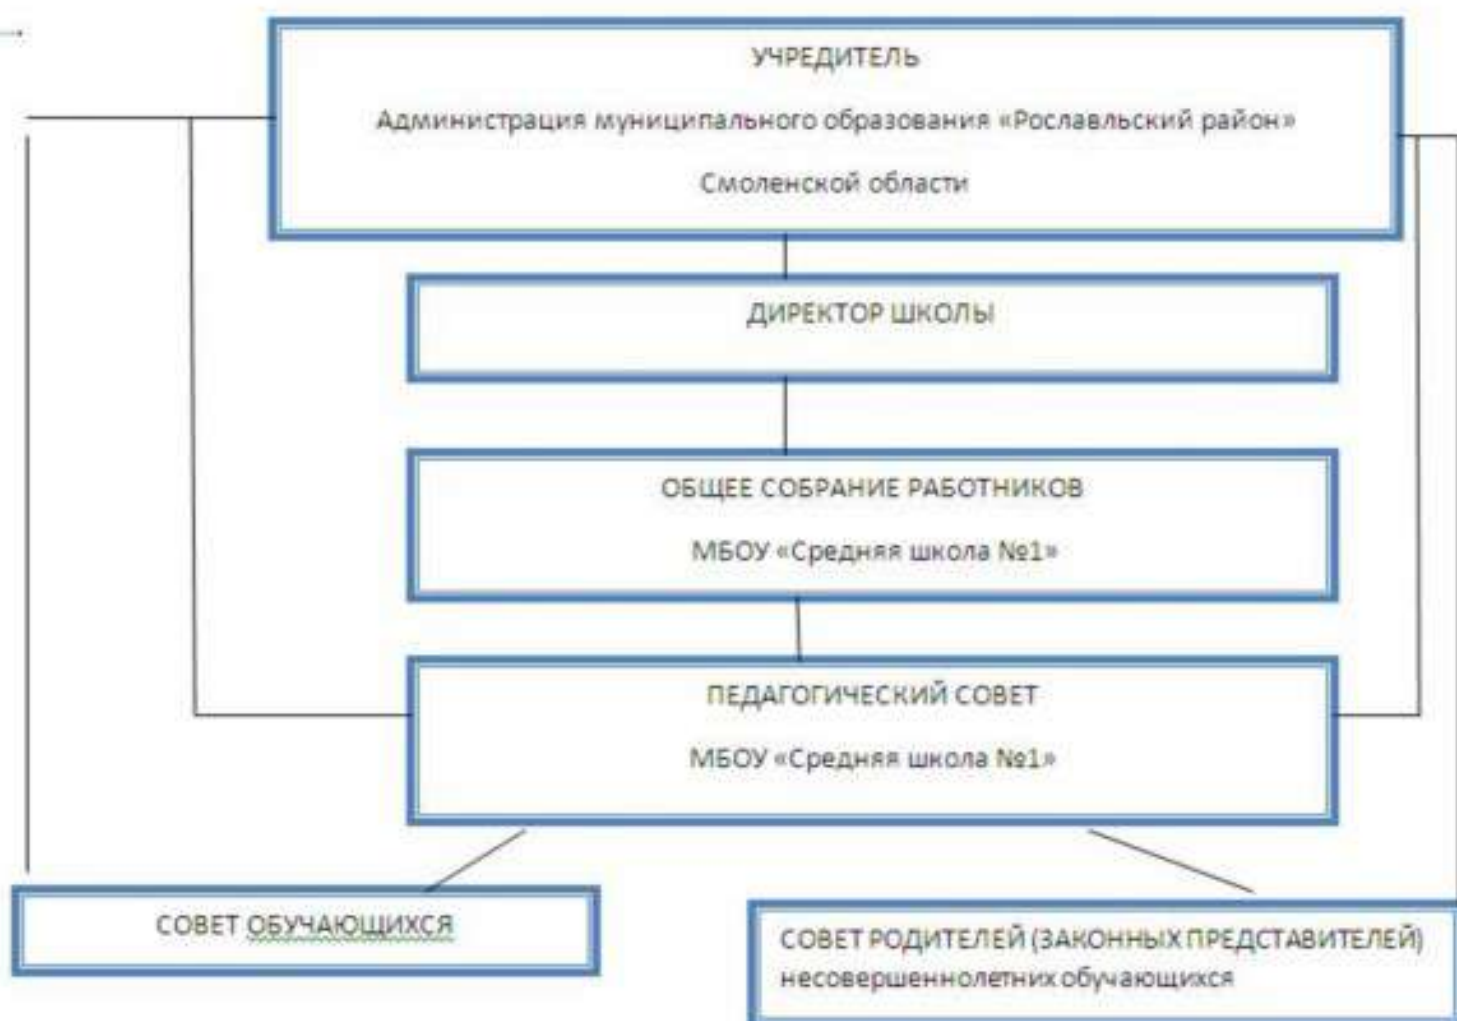 УЧРЕДИТЕЛЬ
Администрация муниципального образования «Рославльский район»
Смоленской области
ДИРЕКТОР ШКОЛЫ
ОБЩЕЕ СОБРАНИЕ РАБОТНИКОВ
МБОУ «Средняя школа №1»
ПЕДАГОГИЧЕСКИЙ СОВЕТ
МБОУ «Средняя школа №1»
СОВЕТ ОБУЧАЮЩИХСЯ
СОВЕТ РОДИТЕЛЕЙ (ЗАКОННЫХ ПРЕДСТАВИТЕЛЕЙ)
несовершеннолетних обучающихся